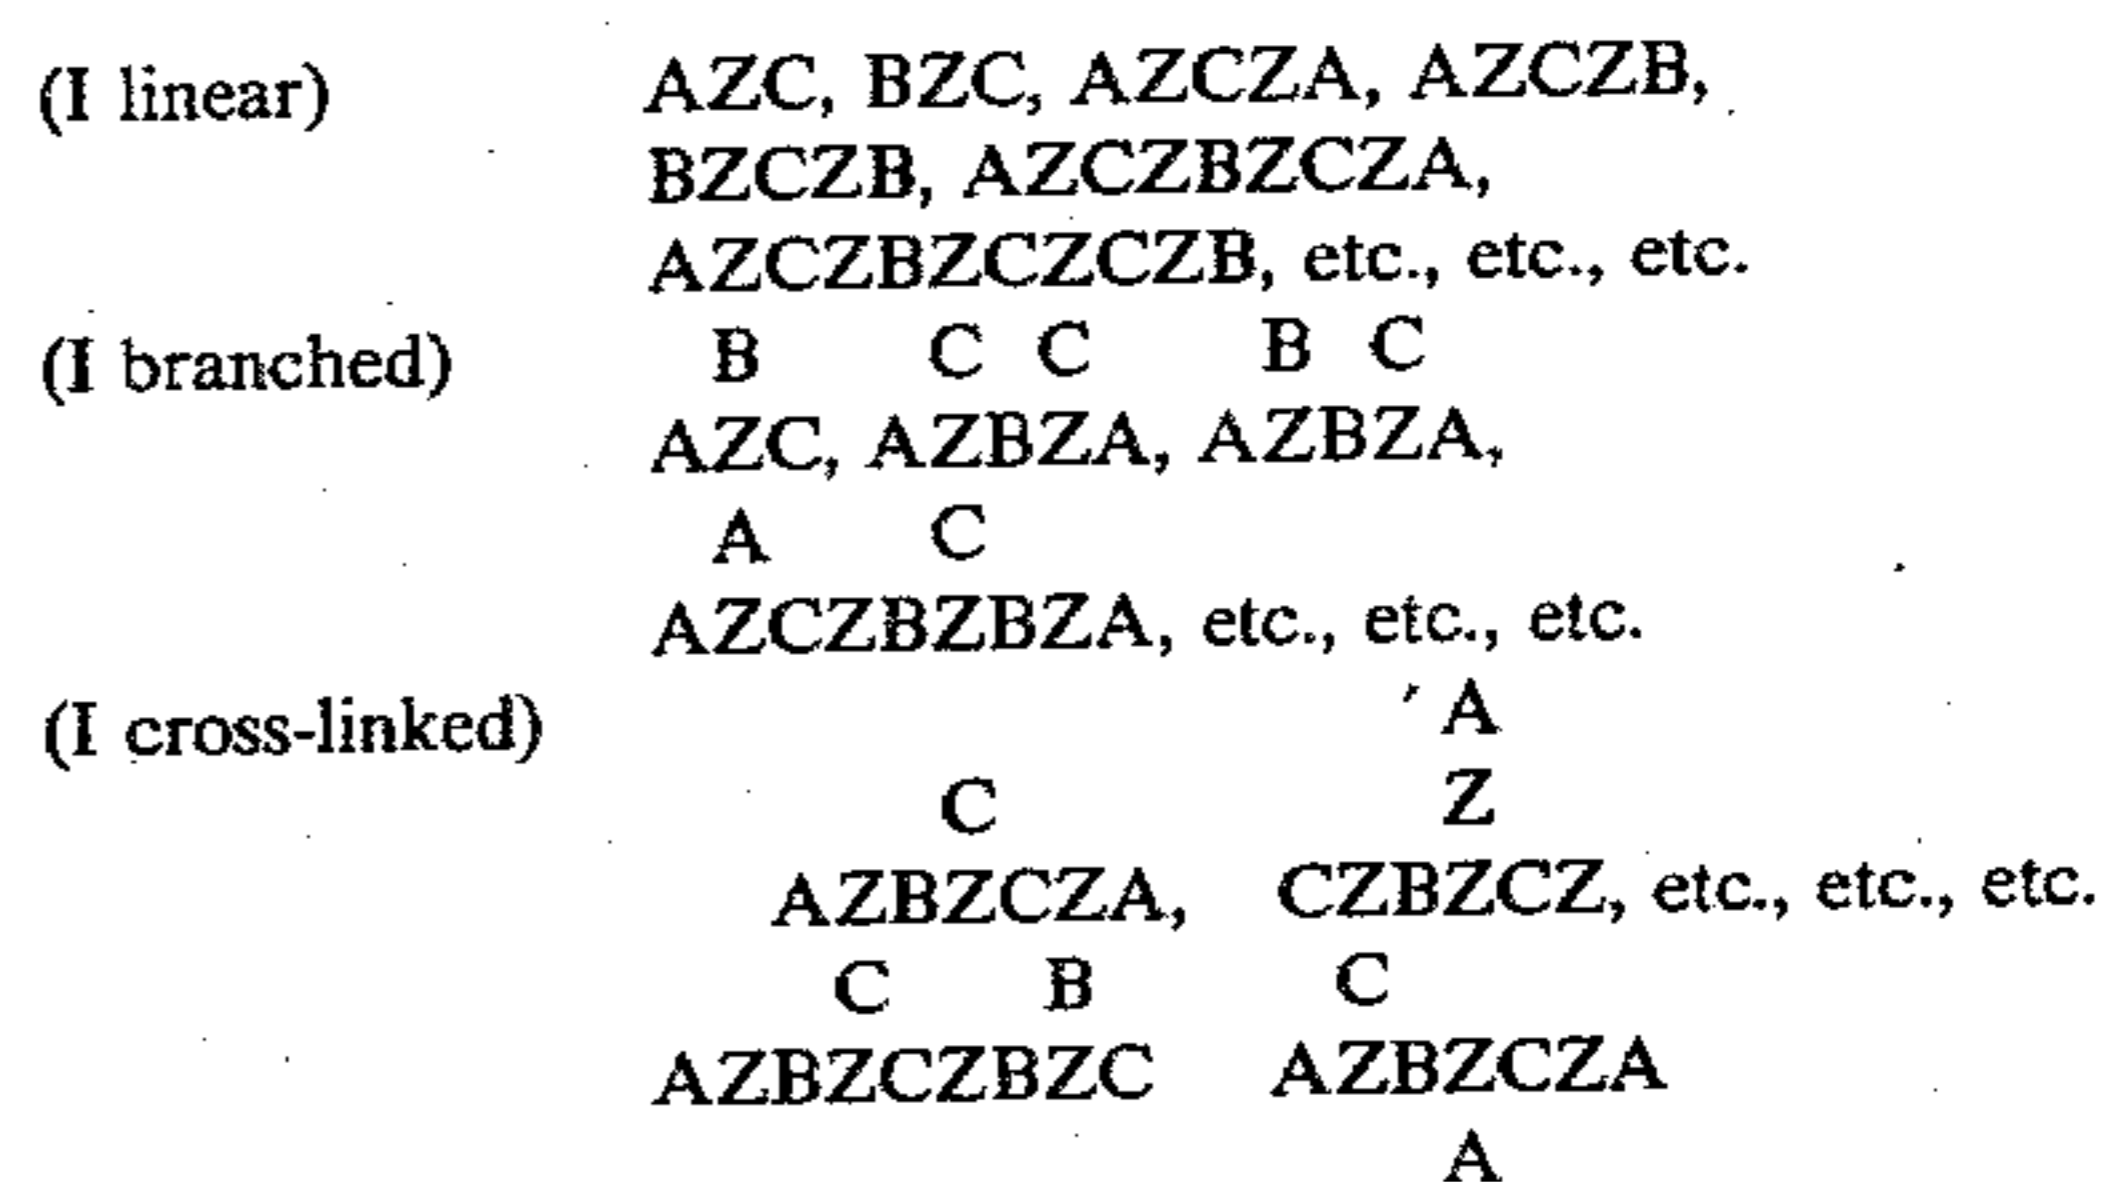 (I linear) AZC, BZC, AZCZA, AZCZB,
BZCZB, AZCZBZCZA,
AZCZBZCZCZB, etc., etc., etc.
(I branched) B C C B C
AZC, AZBZA, AZBZA,
A C
AZCZBZBZA, etc., etc., etc.
A
(I cross-linked)
C Z
AZBZCZA, CZBZCZ, etc., etc., etc.
C B C
AZBZCZBZC AZBZCZA
A